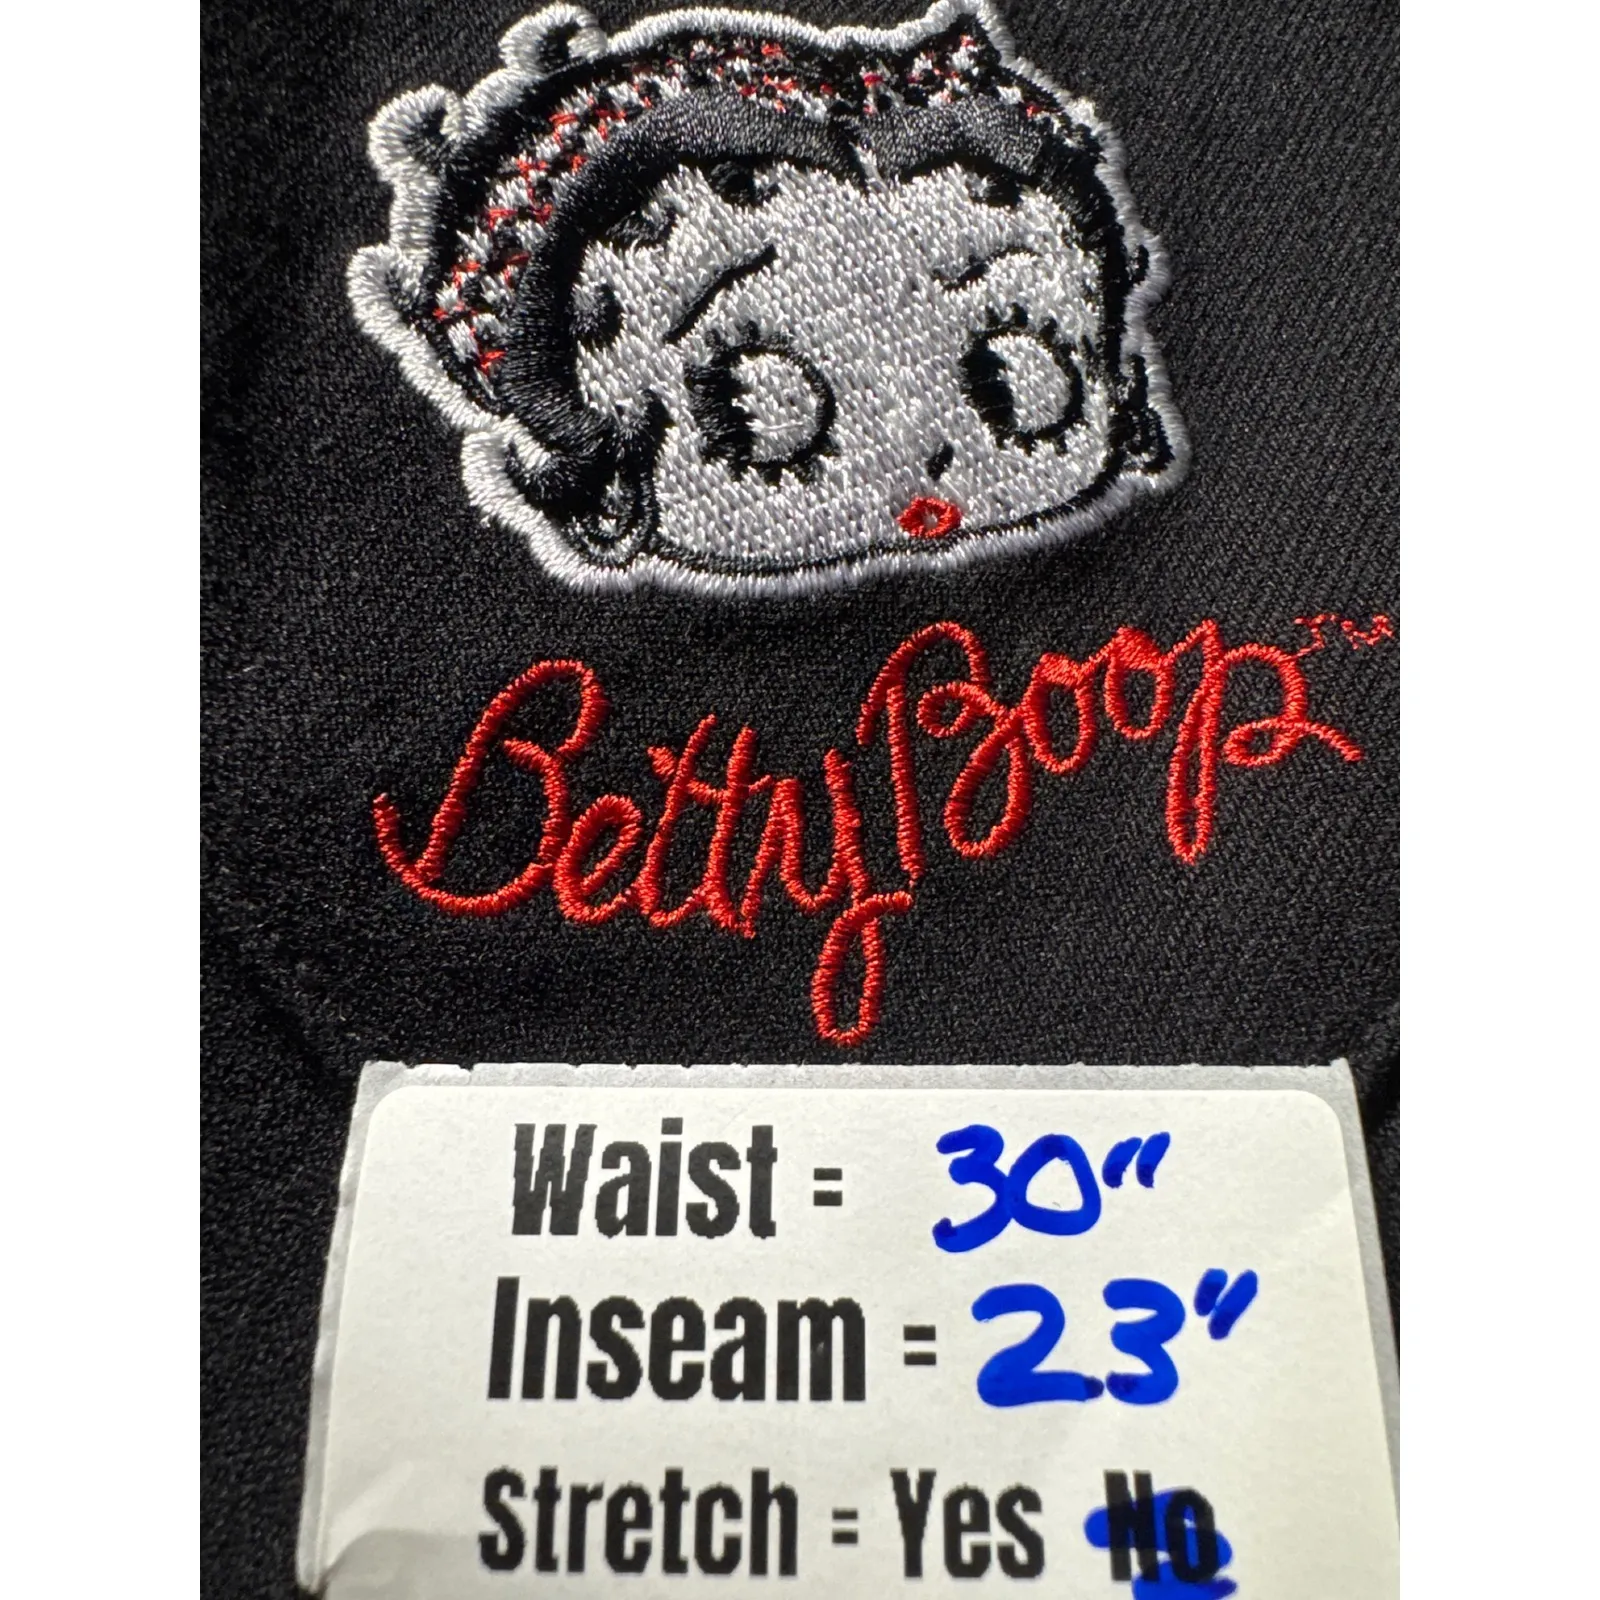 Betty Boop™
Waist = 30"
Inseam = 23"
Stretch = Yes No